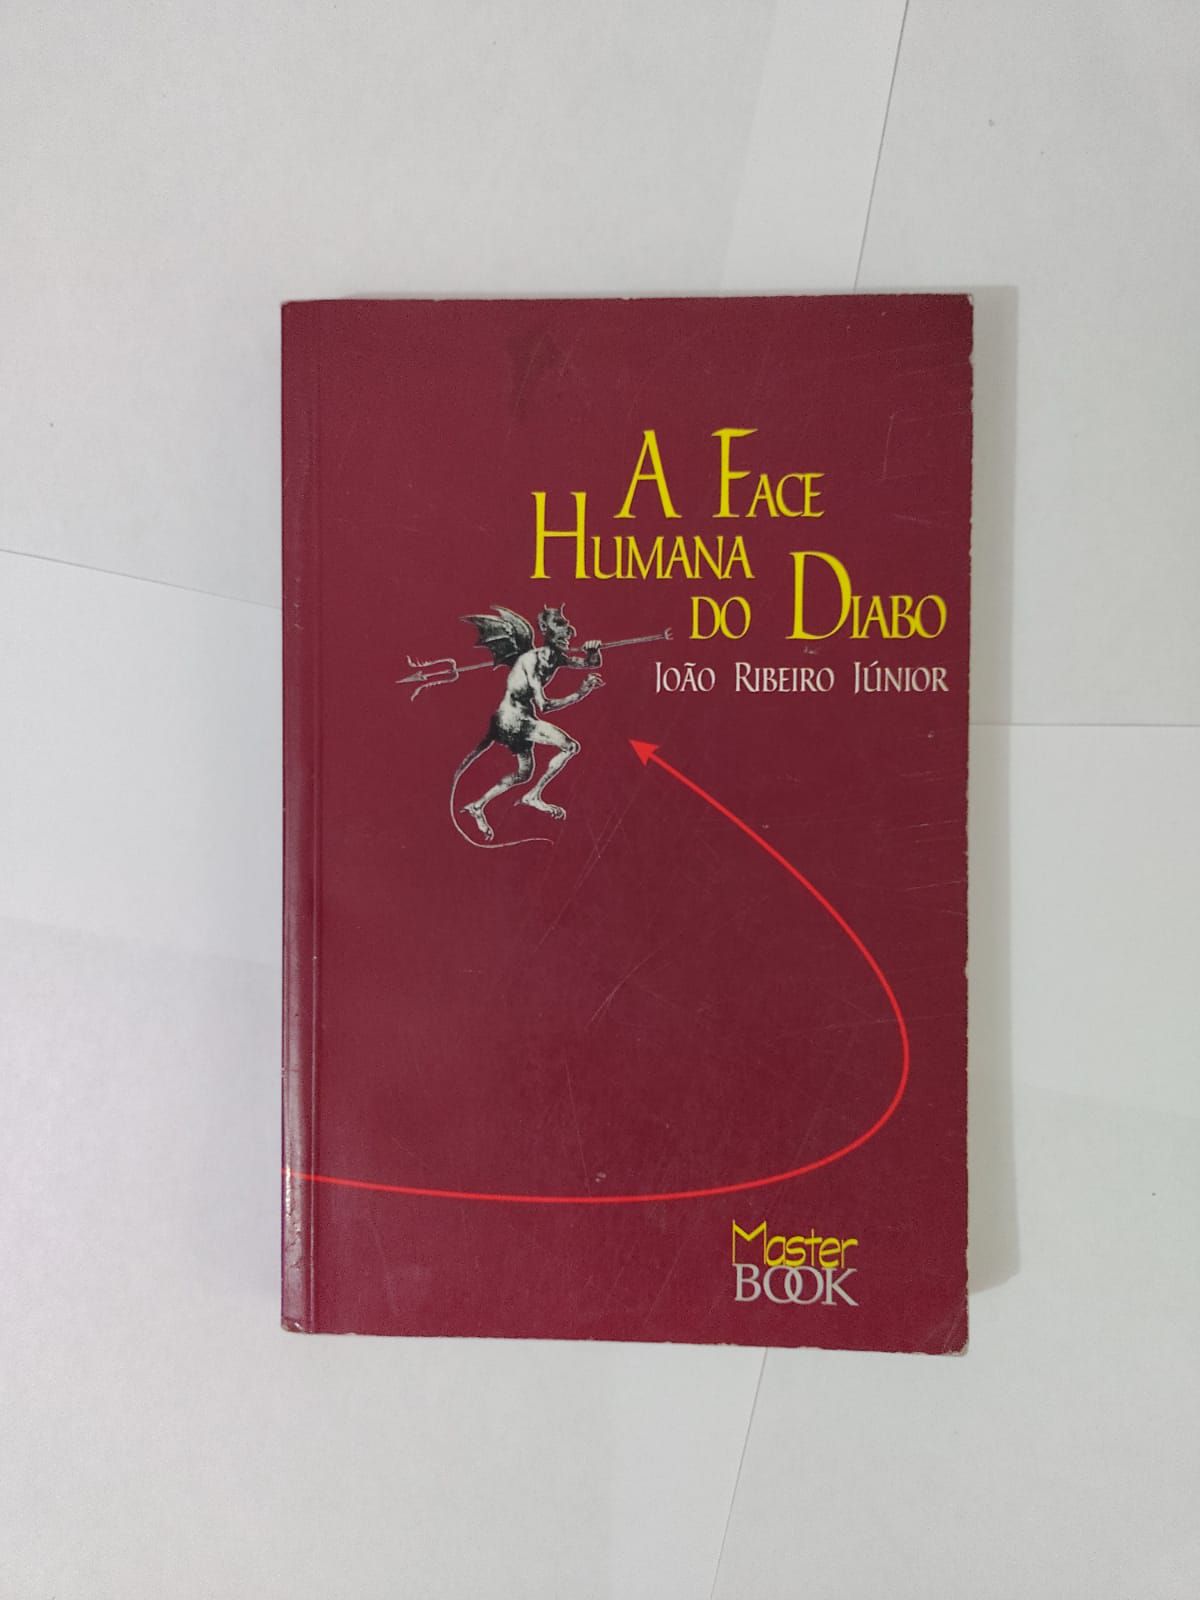 A FACE
HUMANA
DO DIABO
JOÃO RIBEIRO JÚNIOR
Master
BOOK